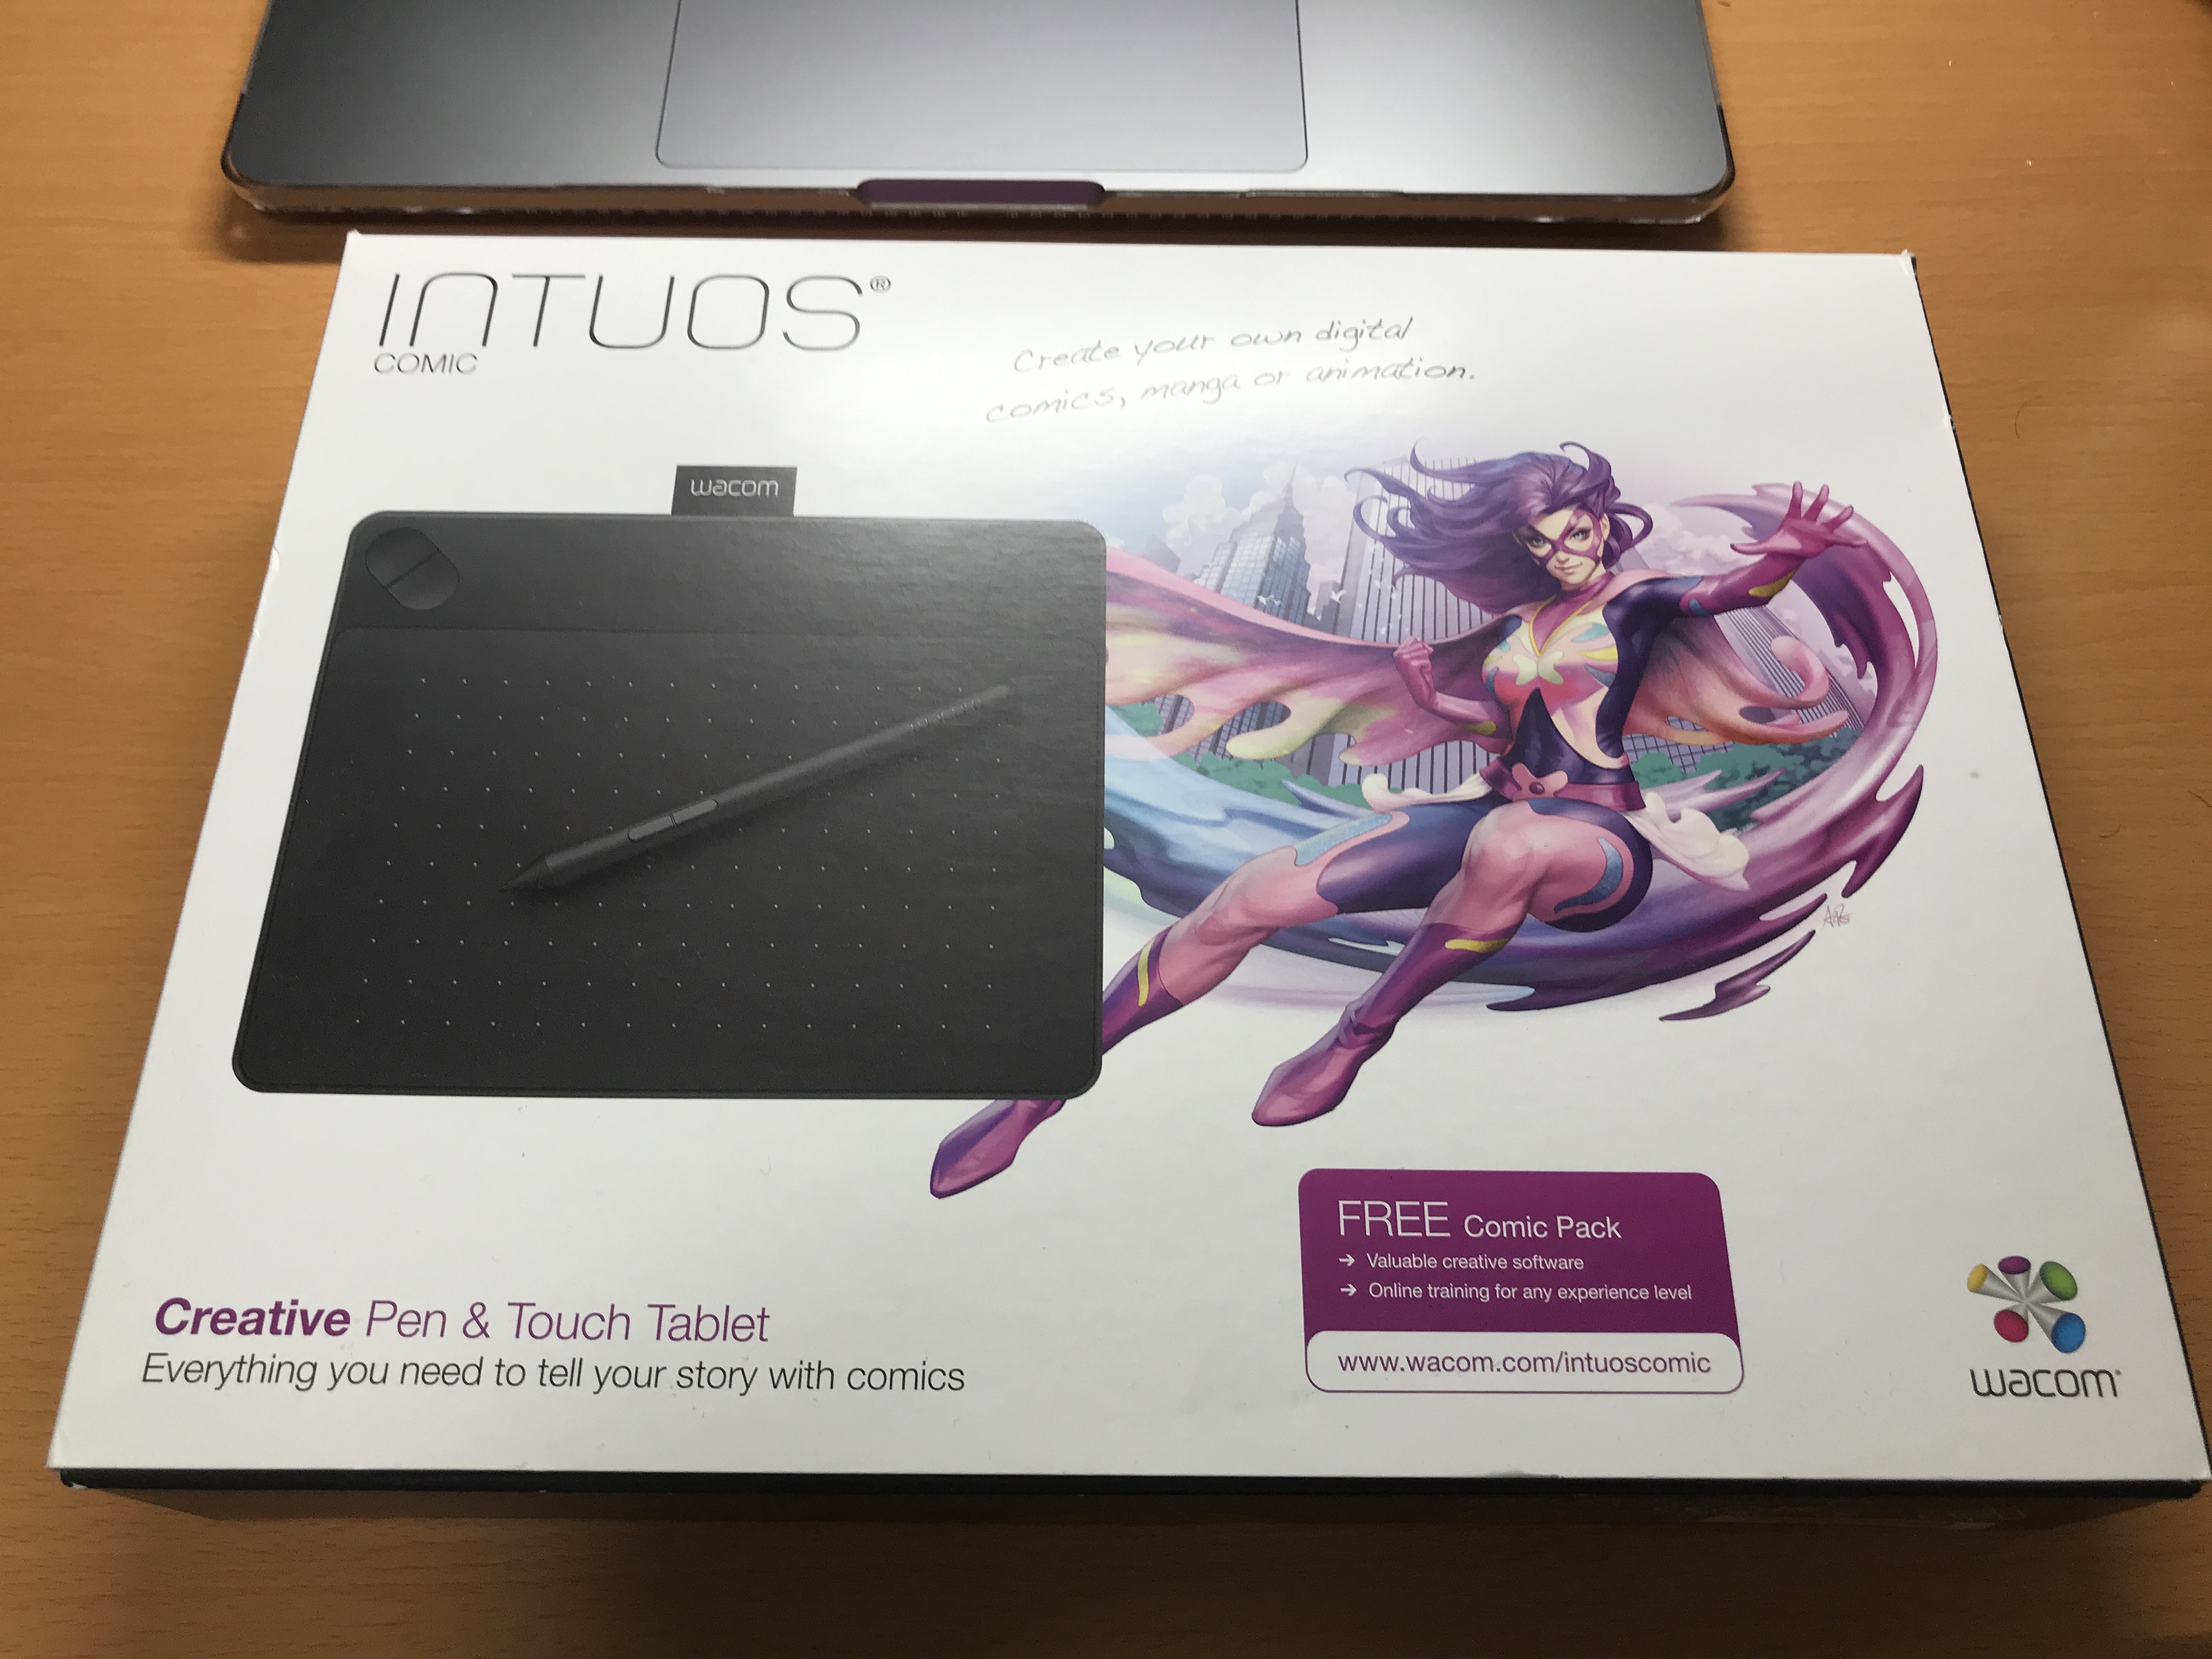 INTUOS®
COMIC
Create your own digital
comics, manga or animation.
wacom
FREE Comic Pack
→ Valuable creative software
→ Online training for any experience level
www.wacom.com/intuoscomic
Creative Pen & Touch Tablet
Everything you need to tell your story with comics
wacom